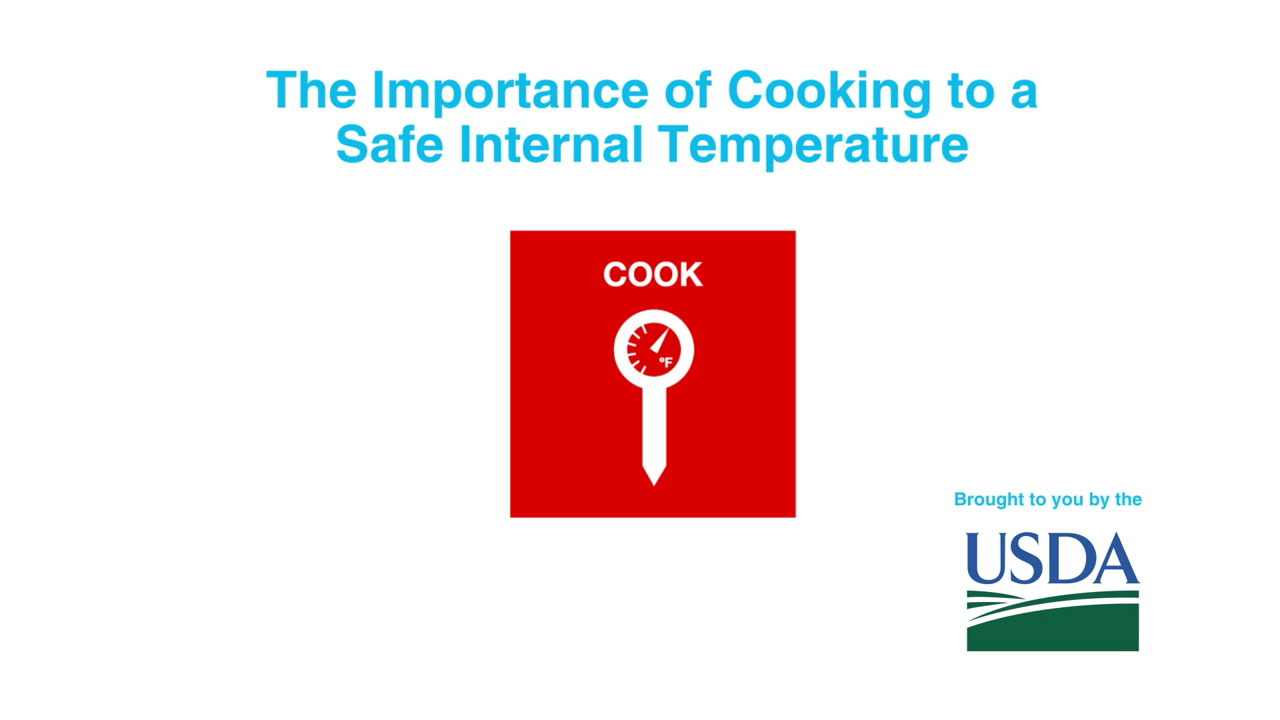 The Importance of Cooking to a
Safe Internal Temperature
COOK
°F
Brought to you by the
USDA